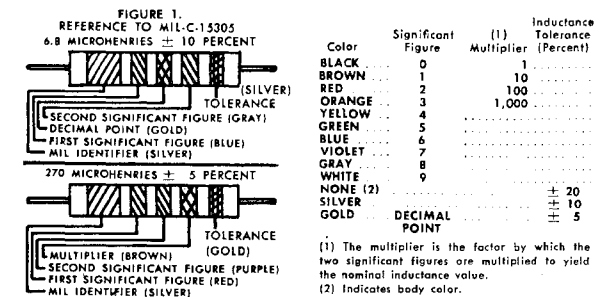 FIGURE 1.
REFERENCE TO MIL-C-15305
6.8 MICROHENRIES ± 10 PERCENT
(SILVER)
TOLERANCE
SECOND SIGNIFICANT FIGURE (GRAY)
DECIMAL POINT (GOLD)
FIRST SIGNIFICANT FIGURE (BLUE)
MIL IDENTIFIER (SILVER)
270 MICROHENRIES ± 5 PERCENT
TOLERANCE
(GOLD)
MULTIPLIER (BROWN)
SECOND SIGNIFICANT FIGURE (PURPLE)
FIRST SIGNIFICANT FIGURE (RED)
MIL IDENTIFIER (SILVER)
Inductance
Significant (1) Tolerance
Color Figure Multiplier (Percent)
BLACK .... 0 1 ..........
BROWN ... 1 10 ..........
RED ...... 2 100 ..........
ORANGE ... 3 1,000 ..........
YELLOW ... 4 ..........
GREEN .... 5 ..........
BLUE ..... 6 ..........
VIOLET ... 7 ..........
GRAY ..... 8 ..........
WHITE .... 9 ..........
NONE (2) .......... ± 20
SILVER .......... ± 10
GOLD .... DECIMAL ....... ± 5
POINT
(1) The multiplier is the factor by which the
two significant figures are multiplied to yield
the nominal inductance value.
(2) Indicates body color.